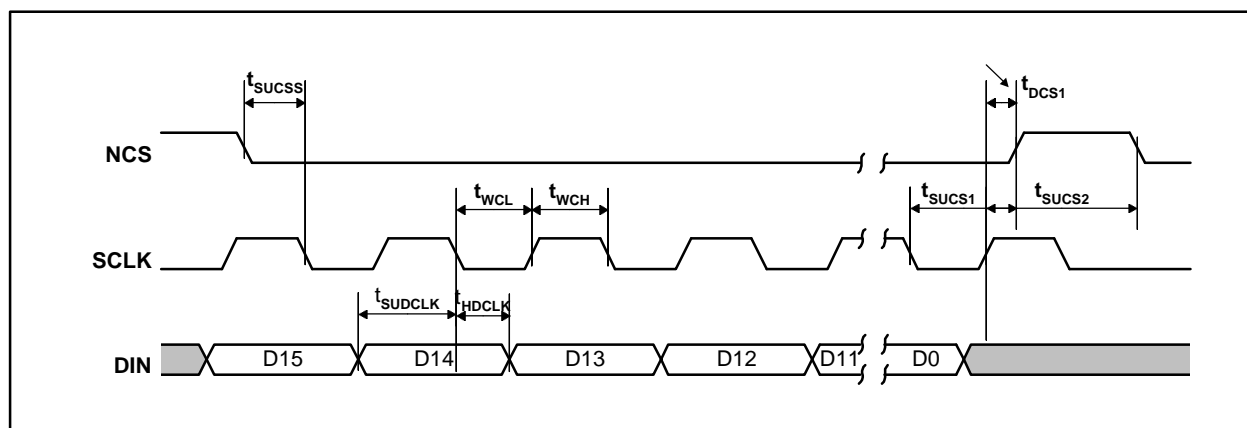 tSUCSS
tDCS1
NCS
tWCL
tWCH
tSUCS1
tSUCS2
SCLK
tSUDCLK
tHDCLK
DIN
D15
D14
D13
D12
D11
D0